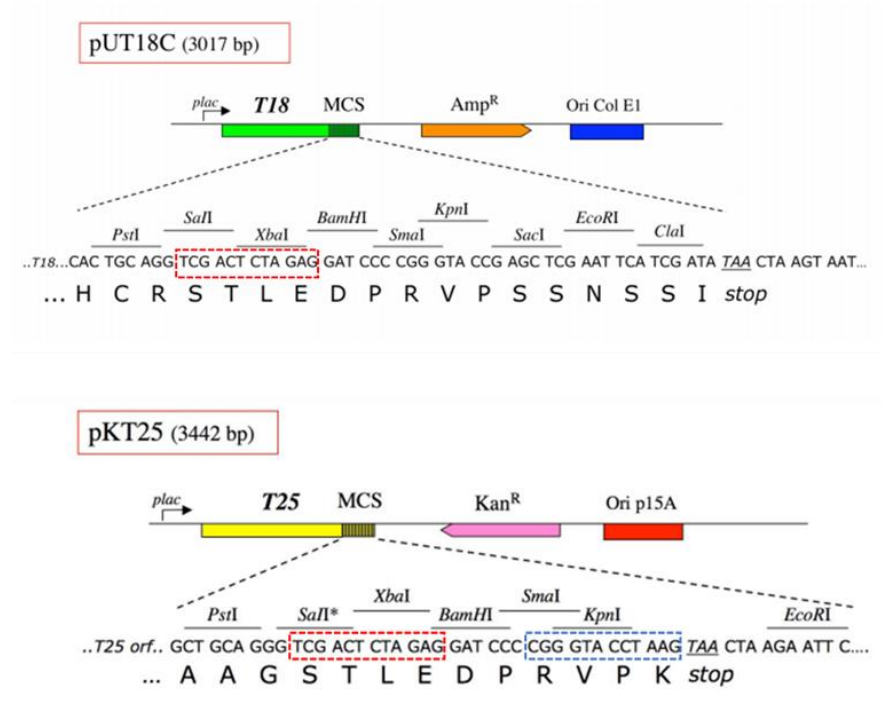 pUT18C (3017 bp)
plac T18 MCS Amp^R Ori Col E1
PstI SalI XbaI BamHI SmaI KpnI SacI EcoRI ClaI
..T18...CAC TGC AGG TCG ACT CTA GAG GAT CCC CGG GTA CCG AGC TCG AAT TCA TCG ATA TAA CTA AGT AAT...
... H C R S T L E D P R V P S S N S S I stop
pKT25 (3442 bp)
plac T25 MCS Kan^R Ori p15A
PstI SalI* XbaI BamHI SmaI KpnI EcoRI
..T25 orf.. GCT GCA GGG TCG ACT CTA GAG GAT CCC CGG GTA CCT AAG TAA CTA AGA ATT C....
... A A G S T L E D P R V P K stop